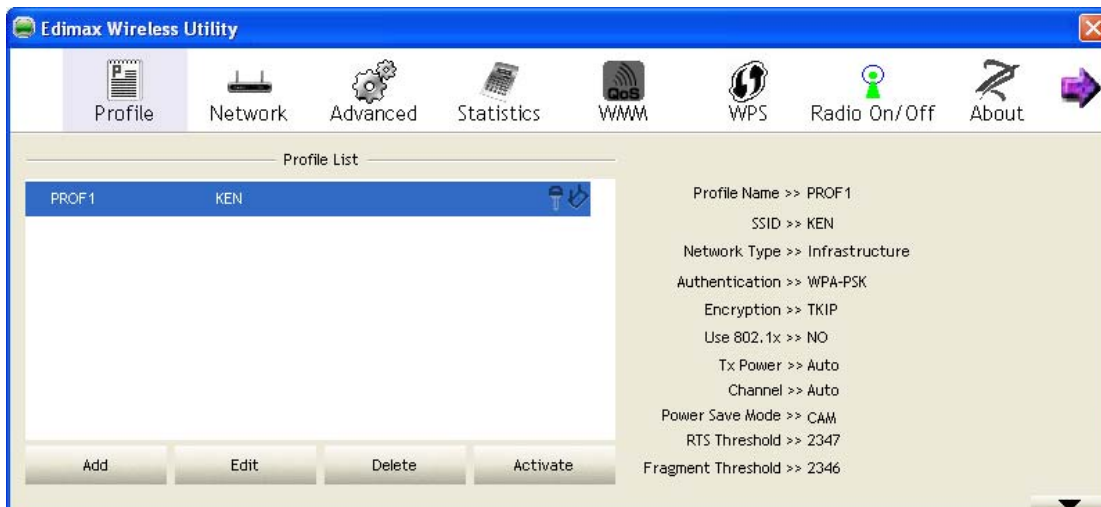 Edimax Wireless Utility
Profile Network Advanced Statistics QoS WMM WPS Radio On/Off About
Profile List
PROF1 KEN
Profile Name >> PROF1
SSID >> KEN
Network Type >> Infrastructure
Authentication >> WPA-PSK
Encryption >> TKIP
Use 802.1x >> NO
Tx Power >> Auto
Channel >> Auto
Power Save Mode >> CAM
RTS Threshold >> 2347
Fragment Threshold >> 2346
Add Edit Delete Activate